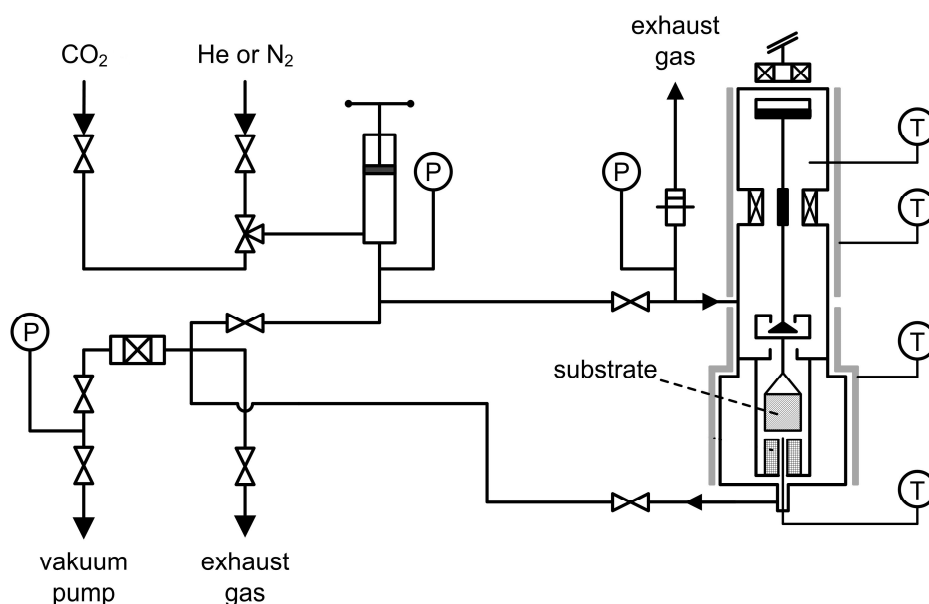 exhaust
gas
CO₂
He or N₂
T
P
P
T
P
T
substrate
T
vakuum
pump
exhaust
gas